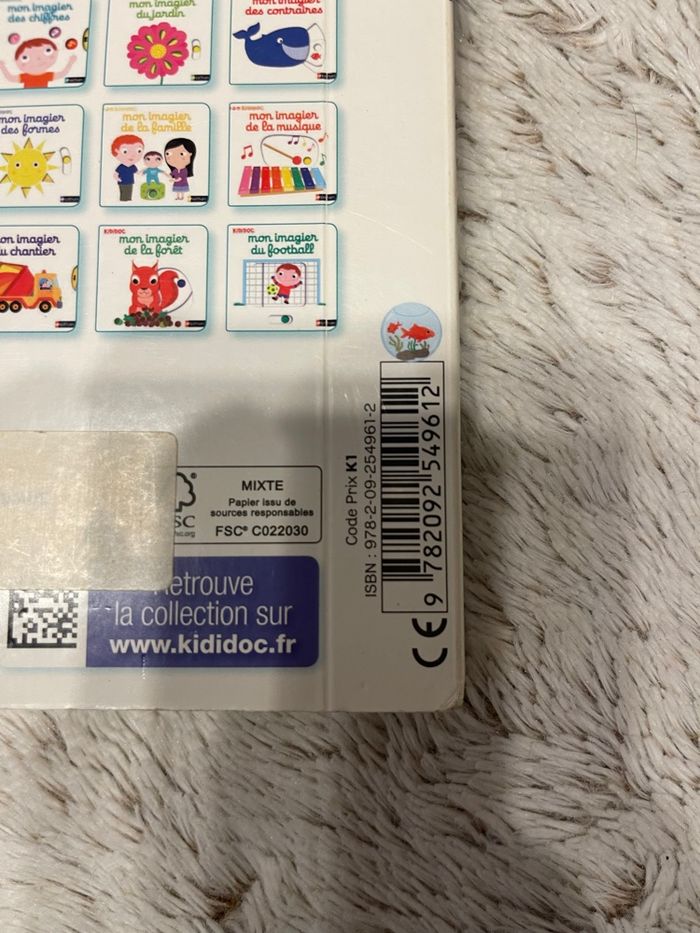 mon imagier
des chiffres
mon imagier
du jardin
mon imagier
des contraires
mon imagier
des formes
mon imagier
de la famille
mon imagier
de la musique
mon imagier
du chantier
KIDIDOC
mon imagier
de la forêt
KIDIDOC
mon imagier
du football
MIXTE
Papier issu de
sources responsables
FSC® C022030
Retrouve
la collection sur
www.kididoc.fr
Code Prix K1
ISBN : 978-2-09-254961-2
9 782092 549612
CE